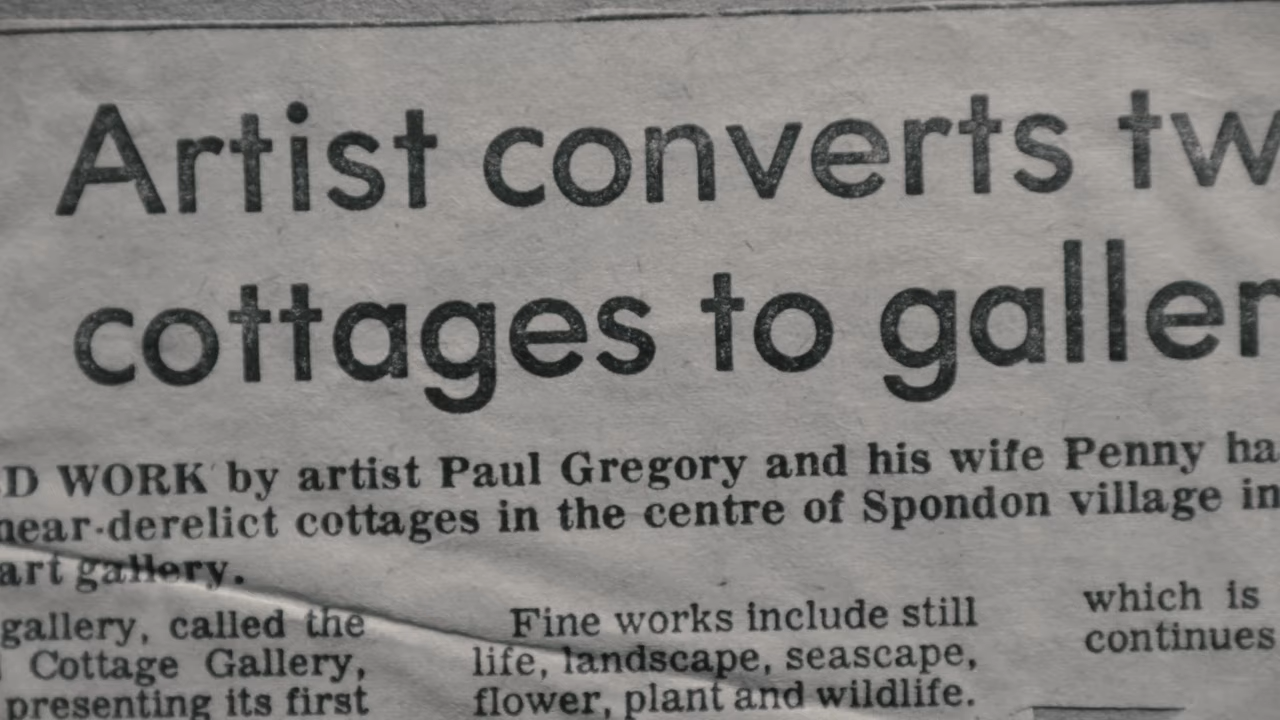 Artist converts tw
cottages to galler
D WORK by artist Paul Gregory and his wife Penny ha
near-derelict cottages in the centre of Spondon village in
art gallery.
gallery, called the
Cottage Gallery,
presenting its first
Fine works include still
life, landscape, seascape,
flower, plant and wildlife.
which is
continues